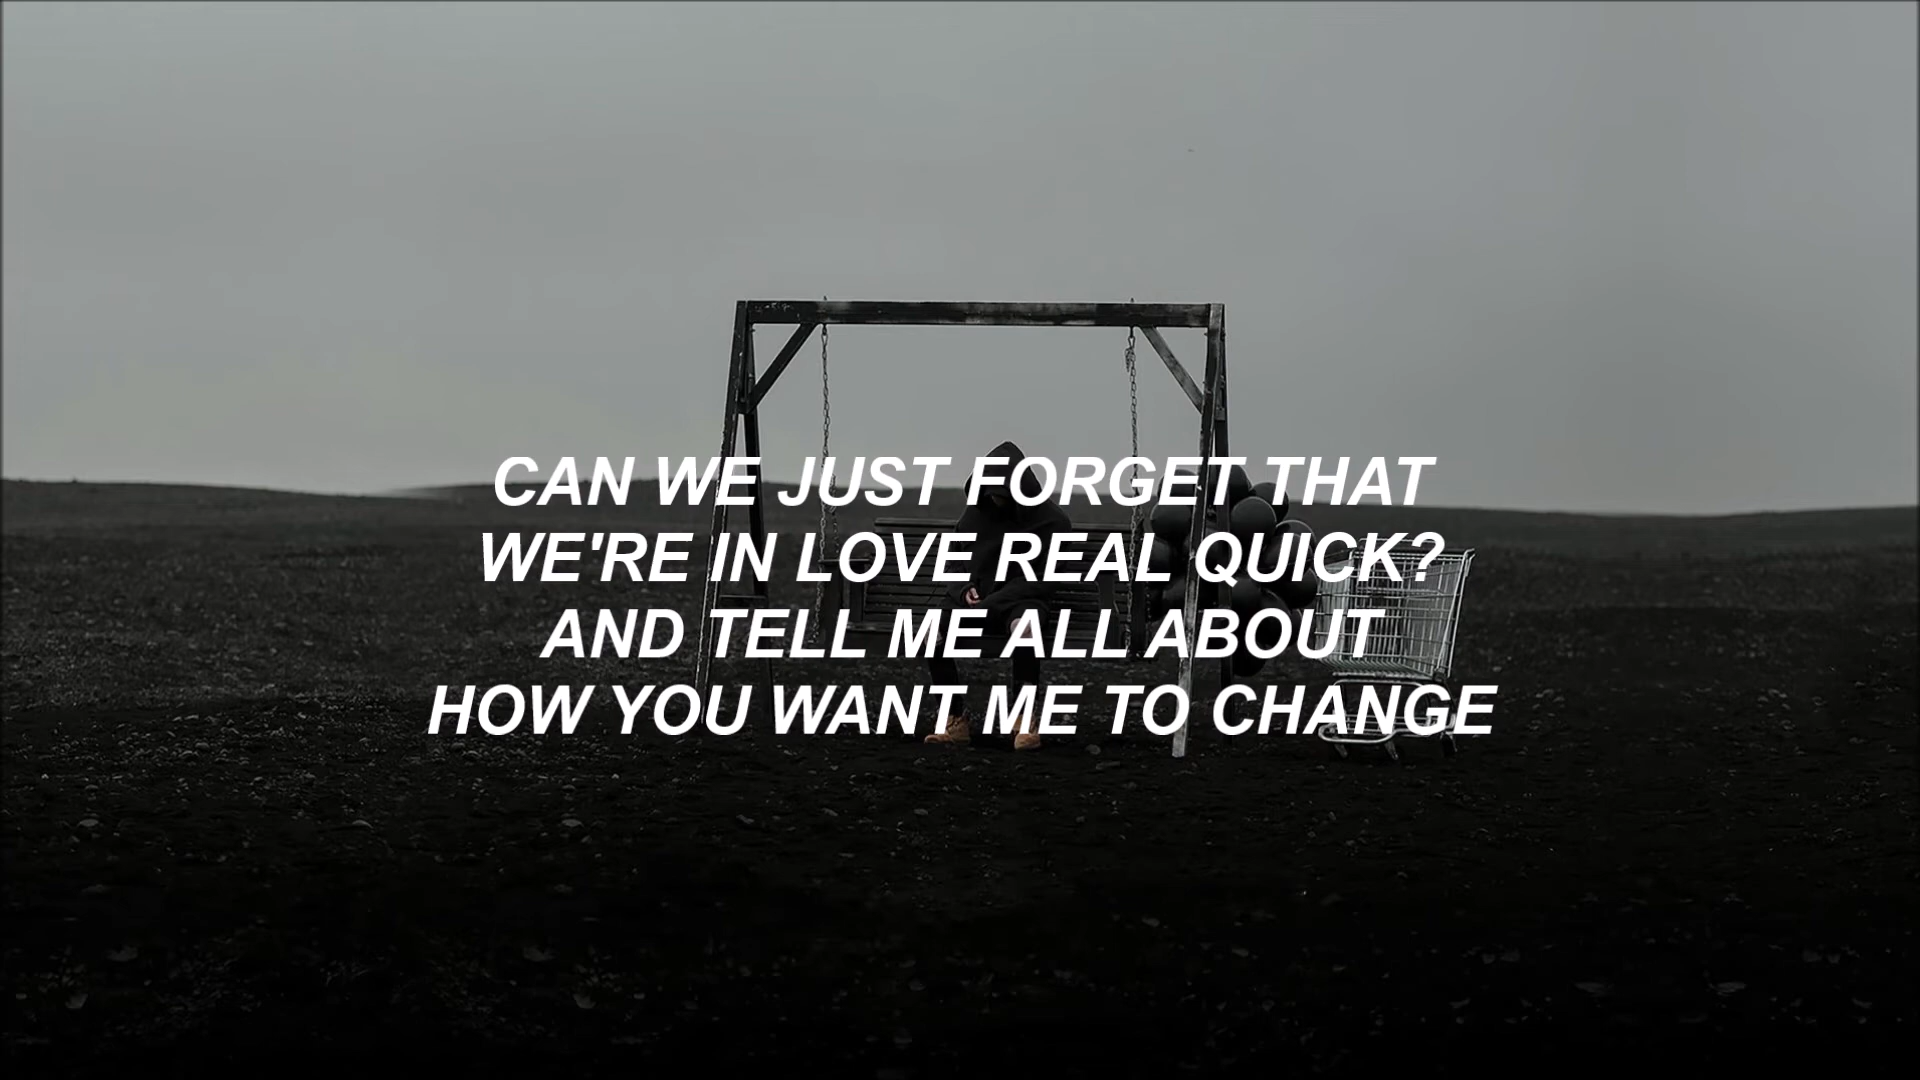 CAN WE JUST FORGET THAT
WE'RE IN LOVE REAL QUICK?
AND TELL ME ALL ABOUT
HOW YOU WANT ME TO CHANGE